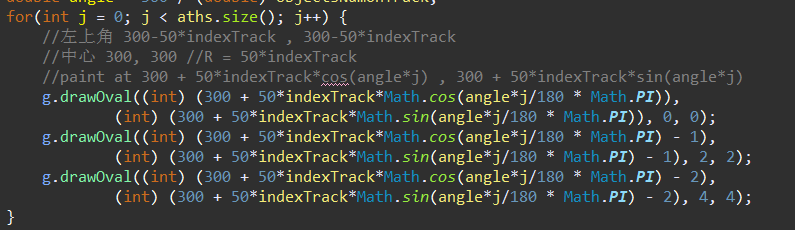 for(int j = 0; j < aths.size(); j++) {
//左上角 300-50*indexTrack , 300-50*indexTrack
//中心 300, 300 //R = 50*indexTrack
//paint at 300 + 50*indexTrack*cos(angle*j) , 300 + 50*indexTrack*sin(angle*j)
g.drawOval((int) (300 + 50*indexTrack*Math.cos(angle*j/180 * Math.PI)),
(int) (300 + 50*indexTrack*Math.sin(angle*j/180 * Math.PI)), 0, 0);
g.drawOval((int) (300 + 50*indexTrack*Math.cos(angle*j/180 * Math.PI) - 1),
(int) (300 + 50*indexTrack*Math.sin(angle*j/180 * Math.PI) - 1), 2, 2);
g.drawOval((int) (300 + 50*indexTrack*Math.cos(angle*j/180 * Math.PI) - 2),
(int) (300 + 50*indexTrack*Math.sin(angle*j/180 * Math.PI) - 2), 4, 4);
}